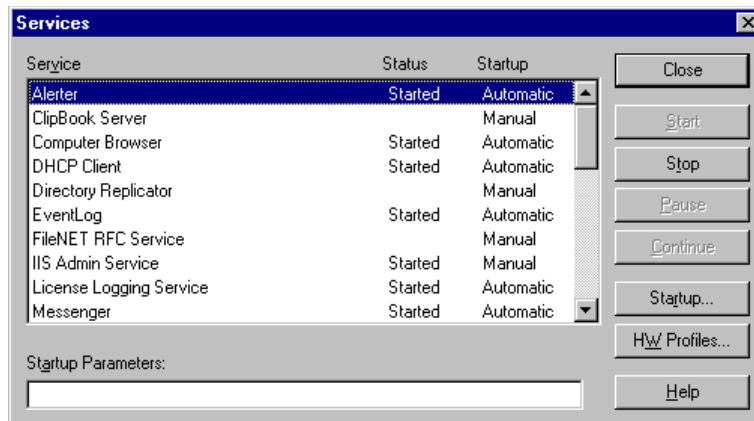 Services
Service Status Startup
Alerter Started Automatic
ClipBook Server Manual
Computer Browser Started Automatic
DHCP Client Started Automatic
Directory Replicator Manual
EventLog Started Automatic
FileNET RFC Service Manual
IIS Admin Service Started Manual
License Logging Service Started Automatic
Messenger Started Automatic
Startup Parameters:
Close
Start
Stop
Pause
Continue
Startup...
HW Profiles...
Help